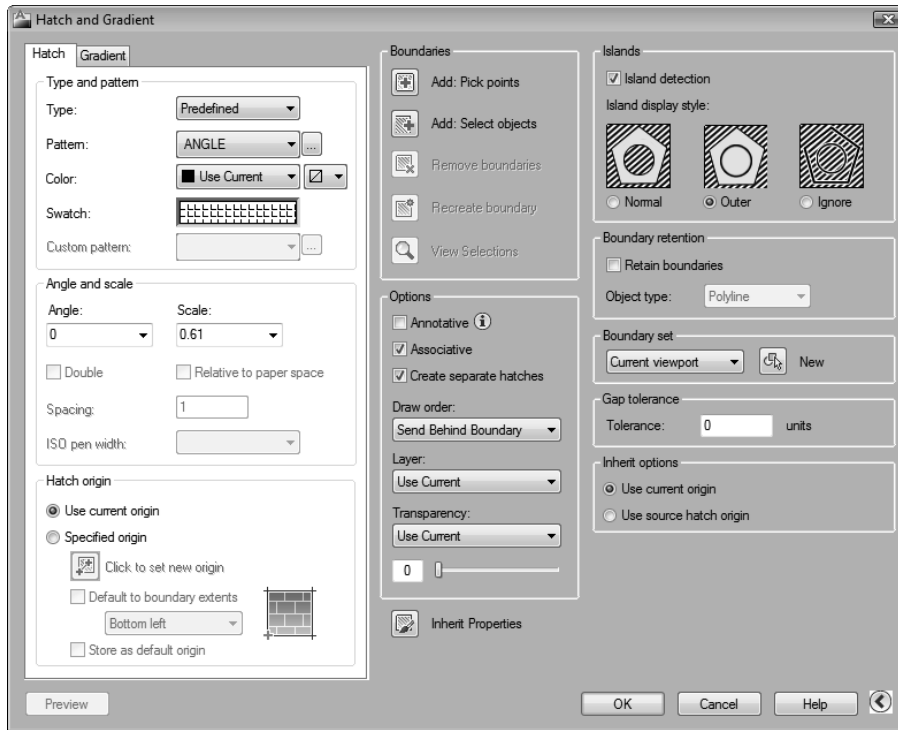 Hatch and Gradient
Hatch
Gradient
Type and pattern
Type:
Predefined
Pattern:
ANGLE
...
Color:
Use Current
Swatch:
Custom pattern:
...
Angle and scale
Angle:
Scale:
0
0.61
Double
Relative to paper space
Spacing:
1
ISO pen width:
Hatch origin
Use current origin
Specified origin
Click to set new origin
Default to boundary extents
Bottom left
Store as default origin
Preview
Boundaries
Add: Pick points
Add: Select objects
Remove boundaries
Recreate boundary
View Selections
Options
Annotative
Associative
Create separate hatches
Draw order:
Send Behind Boundary
Layer:
Use Current
Transparency:
Use Current
0
Inherit Properties
Islands
Island detection
Island display style:
Normal
Outer
Ignore
Boundary retention
Retain boundaries
Object type:
Polyline
Boundary set
Current viewport
New
Gap tolerance
Tolerance:
0
units
Inherit options
Use current origin
Use source hatch origin
OK
Cancel
Help